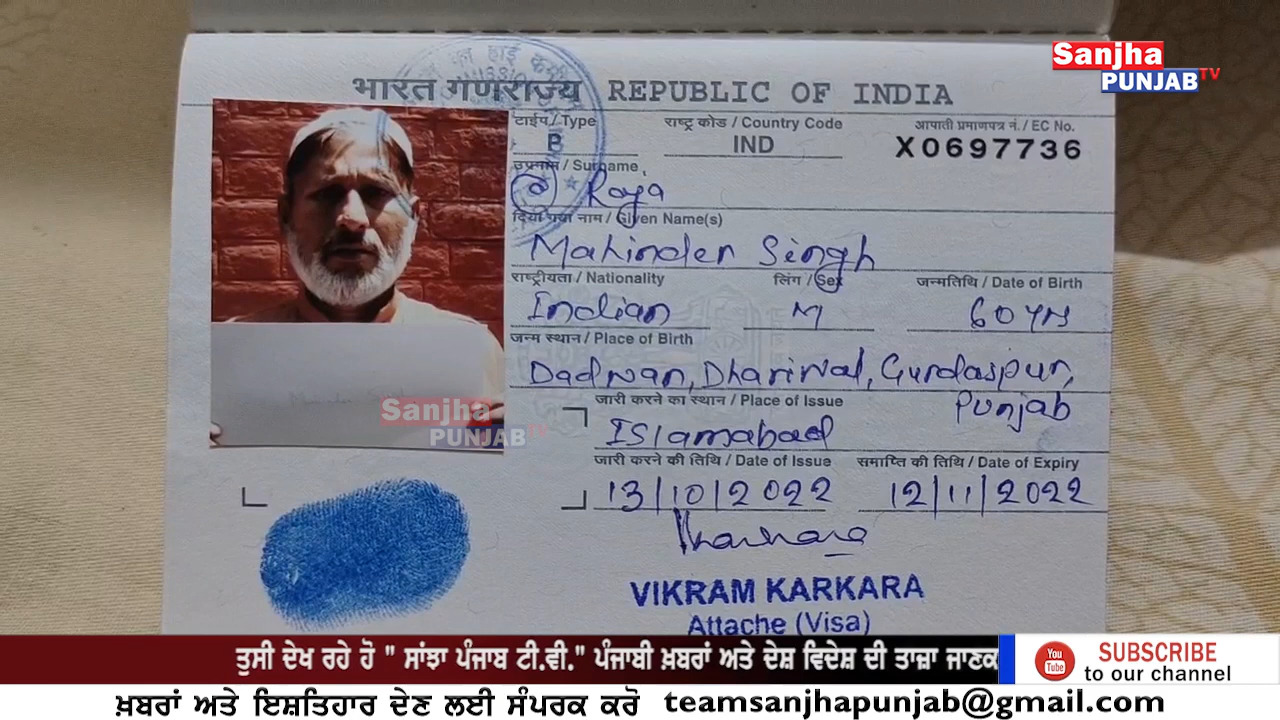 Sanjha
PUNJAB TV
भारत गणराज्य REPUBLIC OF INDIA
टाईप / Type
राष्ट्र कोड / Country Code
आपाती प्रमाणपत्र नं. / EC No.
B
IND
X0697736
उपनाम / Surname
@ Raja
दिया गया नाम / Given Name(s)
Mahinder Singh
राष्ट्रीयता / Nationality
लिंग / Sex
जन्मतिथि / Date of Birth
Indian
M
60 yrs
जन्म स्थान / Place of Birth
Dadwan, Dhariwal, Gurdaspur,
Punjab
जारी करने का स्थान / Place of Issue
Islamabad
जारी करने की तिथि / Date of Issue
समाप्ति की तिथि / Date of Expiry
13/10/2022
12/11/2022
VIKRAM KARKARA
Attache (Visa)
Sanjha
PUNJAB TV
ਤੁਸੀ ਦੇਖ ਰਹੇ ਹੋ " ਸਾਂਝਾ ਪੰਜਾਬ ਟੀ.ਵੀ." ਪੰਜਾਬੀ ਖ਼ਬਰਾਂ ਅਤੇ ਦੇਸ਼ ਵਿਦੇਸ਼ ਦੀ ਤਾਜ਼ਾ ਜਾਣਕ
You Tube
SUBSCRIBE
to our channel
ਖ਼ਬਰਾਂ ਅਤੇ ਇਸ਼ਤਿਹਾਰ ਦੇਣ ਲਈ ਸੰਪਰਕ ਕਰੋ teamsanjhapunjab@gmail.com